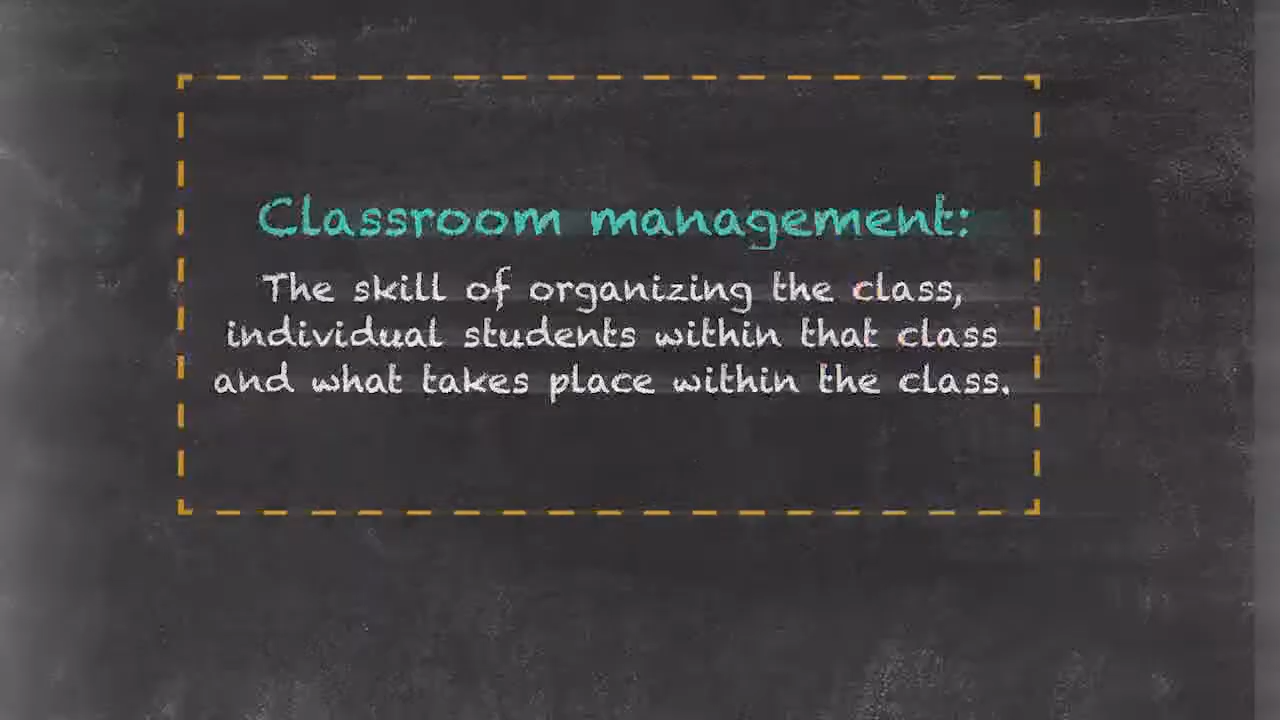 Classroom management:
The skill of organizing the class,
individual students within that class
and what takes place within the class.